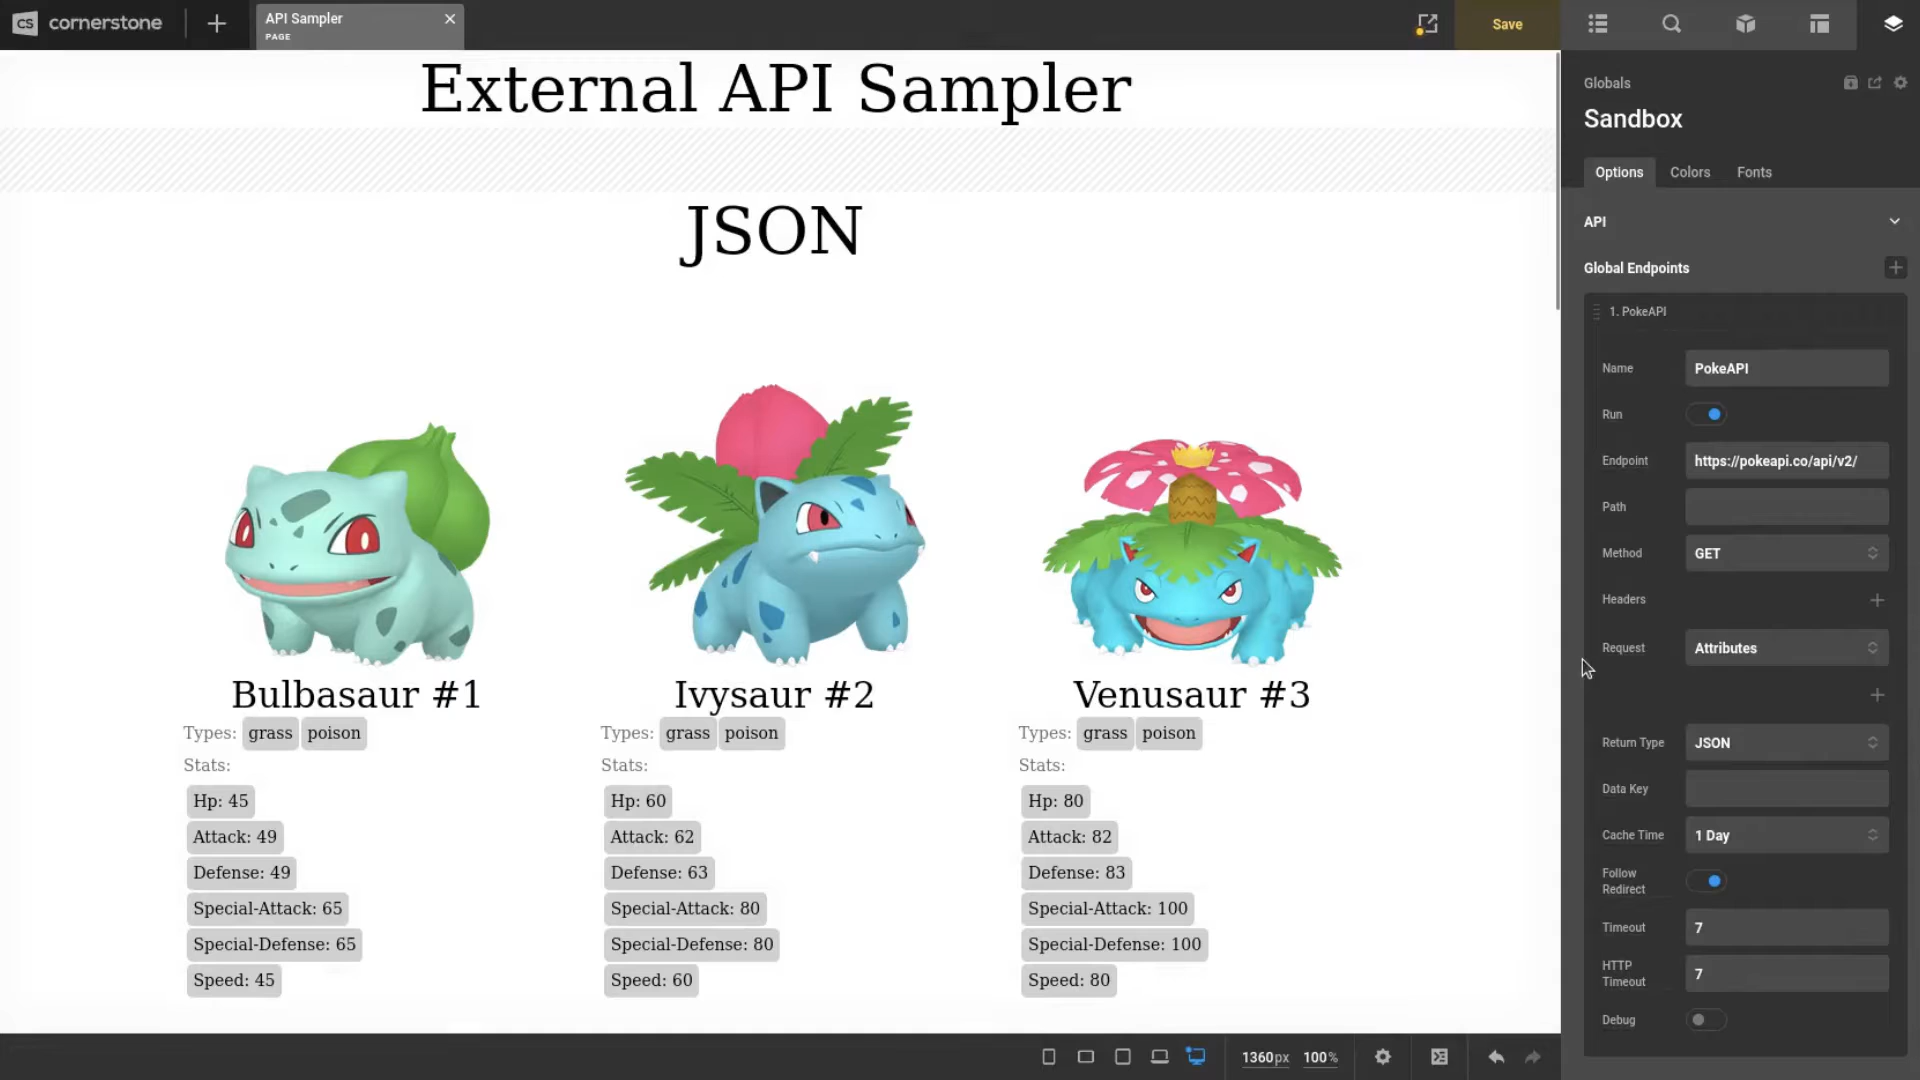 CS cornerstone
API Sampler
PAGE
Save
External API Sampler
JSON
Bulbasaur #1
Types: grass poison
Stats:
Hp: 45
Attack: 49
Defense: 49
Special-Attack: 65
Special-Defense: 65
Speed: 45
Ivysaur #2
Types: grass poison
Stats:
Hp: 60
Attack: 62
Defense: 63
Special-Attack: 80
Special-Defense: 80
Speed: 60
Venusaur #3
Types: grass poison
Stats:
Hp: 80
Attack: 82
Defense: 83
Special-Attack: 100
Special-Defense: 100
Speed: 80
1360px 100%
Globals
Sandbox
Options Colors Fonts
API
Global Endpoints
1. PokeAPI
Name PokeAPI
Run
Endpoint https://pokeapi.co/api/v2/
Path
Method GET
Headers
Request Attributes
Return Type JSON
Data Key
Cache Time 1 Day
Follow
Redirect
Timeout 7
HTTP
Timeout 7
Debug